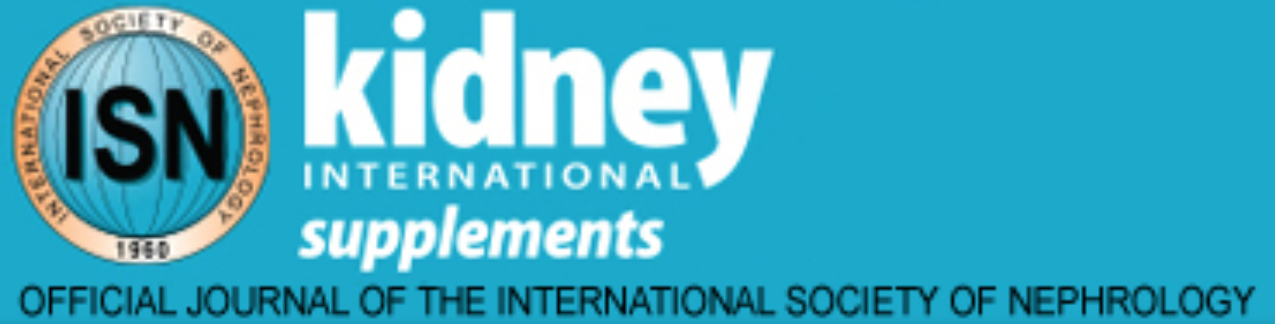 INTERNATIONAL SOCIETY OF NEPHROLOGY
ISN
1960
kidney
INTERNATIONAL
supplements
OFFICIAL JOURNAL OF THE INTERNATIONAL SOCIETY OF NEPHROLOGY